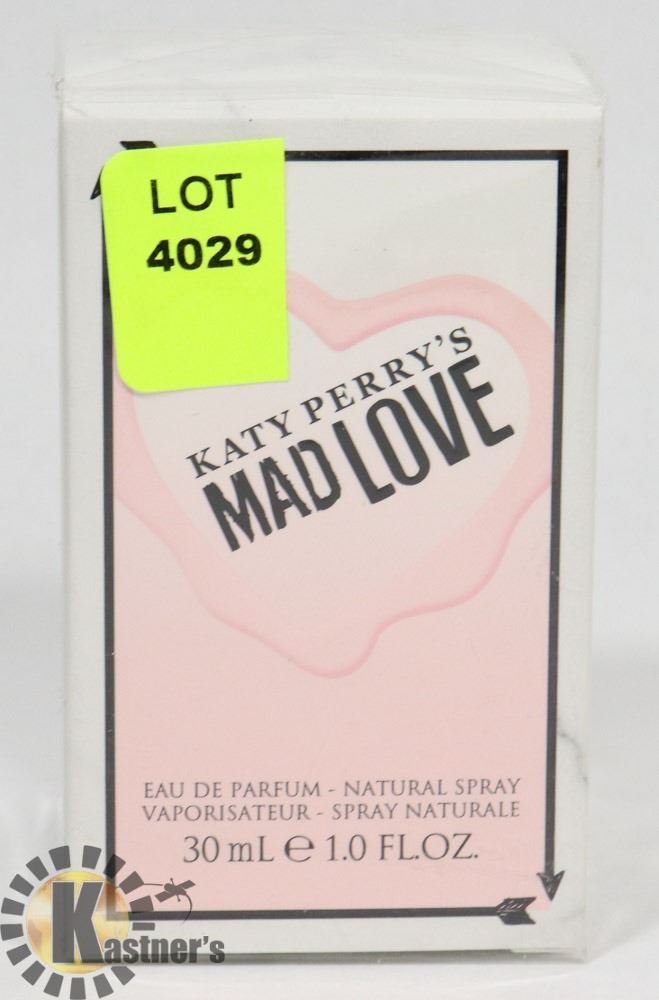 LOT
4029
KATY PERRY'S
MAD LOVE
EAU DE PARFUM - NATURAL SPRAY
VAPORISATEUR - SPRAY NATURALE
30 mL ℮ 1.0 FL.OZ.
Kastner's